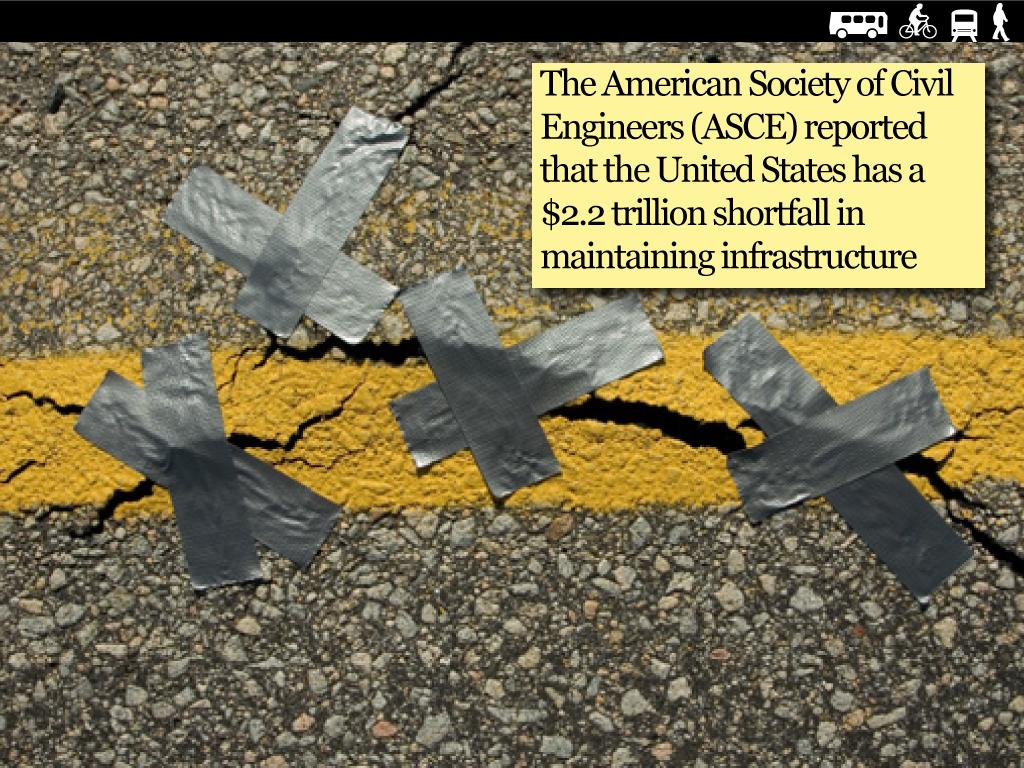 The American Society of Civil
Engineers (ASCE) reported
that the United States has a
$2.2 trillion shortfall in
maintaining infrastructure